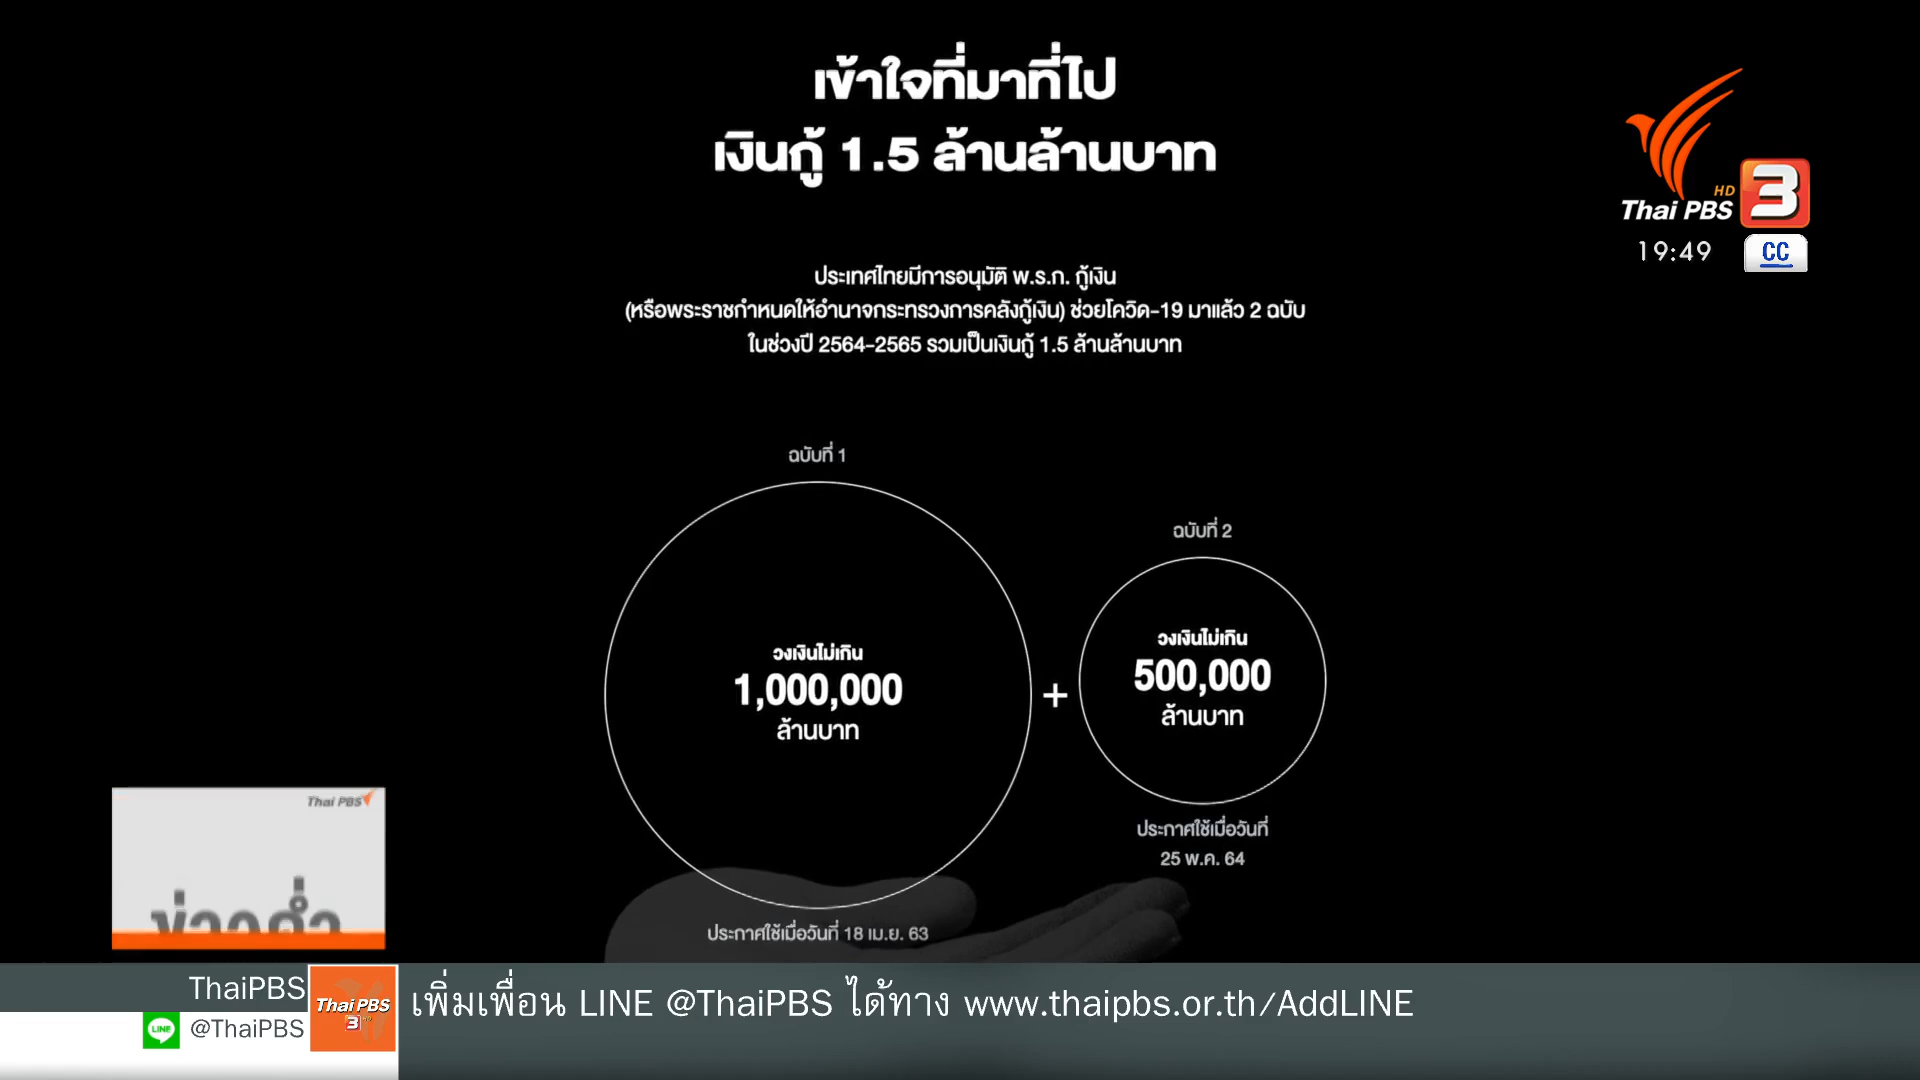 เข้าใจที่มาที่ไป
เงินกู้ 1.5 ล้านล้านบาท
HD
Thai PBS 3
19:49 CC
ประเทศไทยมีการอนุมัติ พ.ร.ก. กู้เงิน
(หรือพระราชกำหนดให้อำนาจกระทรวงการคลังกู้เงิน) ช่วยโควิด-19 มาแล้ว 2 ฉบับ
ในช่วงปี 2564-2565 รวมเป็นเงินกู้ 1.5 ล้านล้านบาท
ฉบับที่ 1
วงเงินไม่เกิน
1,000,000
ล้านบาท
ประกาศใช้เมื่อวันที่ 18 เม.ย. 63
+
ฉบับที่ 2
วงเงินไม่เกิน
500,000
ล้านบาท
ประกาศใช้เมื่อวันที่
25 พ.ค. 64
Thai PBS
ข่าวค่ำ
ThaiPBS
LINE @ThaiPBS
Thai PBS
3 HD
เพิ่มเพื่อน LINE @ThaiPBS ได้ทาง www.thaipbs.or.th/AddLINE